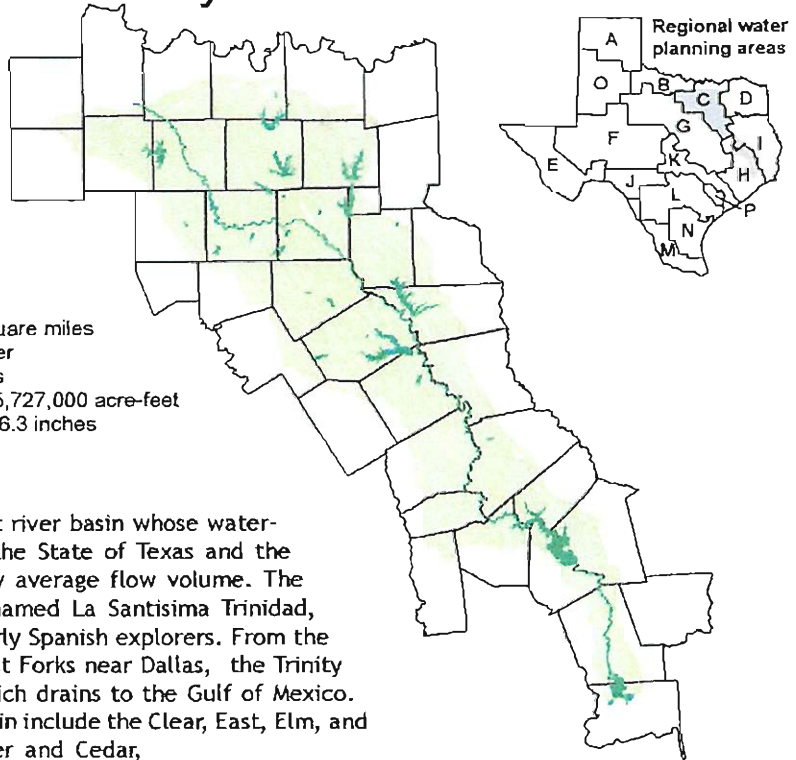 Regional water
planning areas
A
O
B
C
D
F
G
E
I
K
H
J
L
P
N
M
uare miles
er
s
5,727,000 acre-feet
6.3 inches
t river basin whose water-
the State of Texas and the
y average flow volume. The
named La Santisima Trinidad,
rly Spanish explorers. From the
t Forks near Dallas, the Trinity
ich drains to the Gulf of Mexico.
in include the Clear, East, Elm, and
er and Cedar,